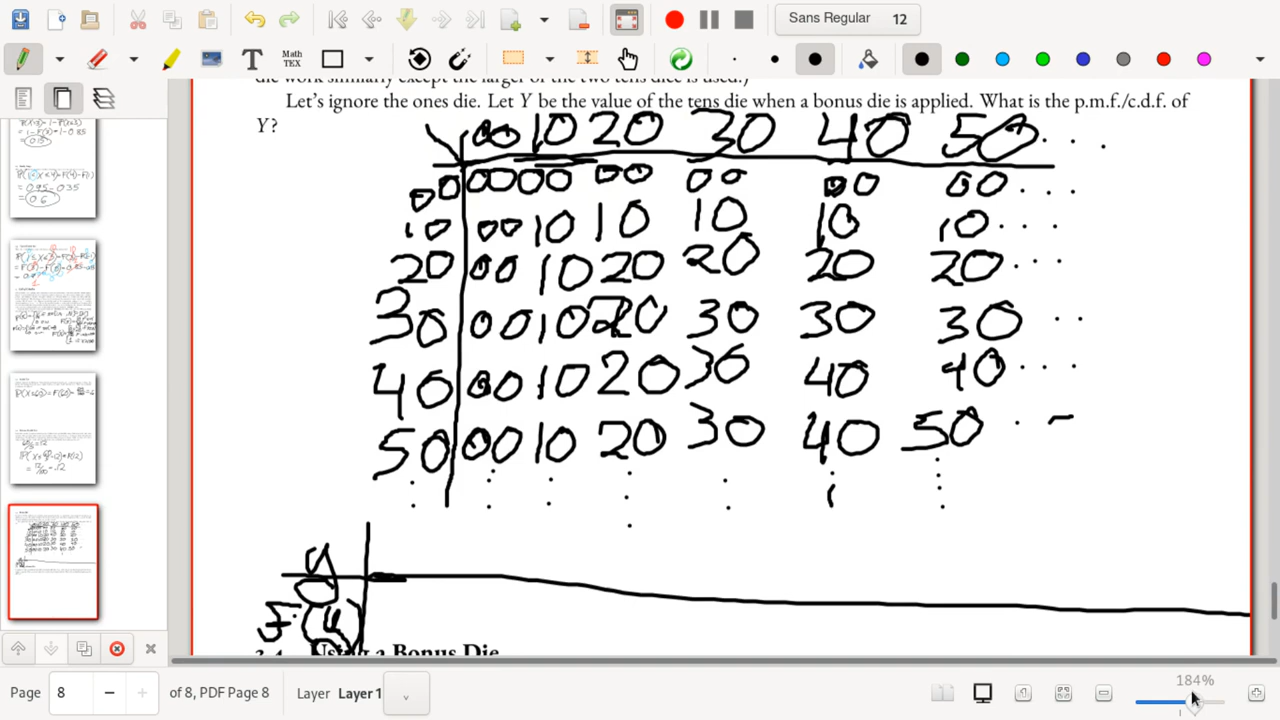 Sans Regular 12
T Math TEX
die work similarly except the larger of the two tens dice is used.)
Let's ignore the ones die. Let Y be the value of the tens die when a bonus die is applied. What is the p.m.f./c.d.f. of
Y?
00 10 20 30 40 50 . . .
00 00 00 00 00 00 00 . . .
10 00 10 10 10 10 10 . . .
20 00 10 20 20 20 20 . . .
30 00 10 20 30 30 30 . .
40 00 10 20 30 40 40 . . .
50 00 10 20 30 40 50 . -
y
F(y)
Using a Bonus Die
Page 8 of 8, PDF Page 8 Layer Layer 1 184%